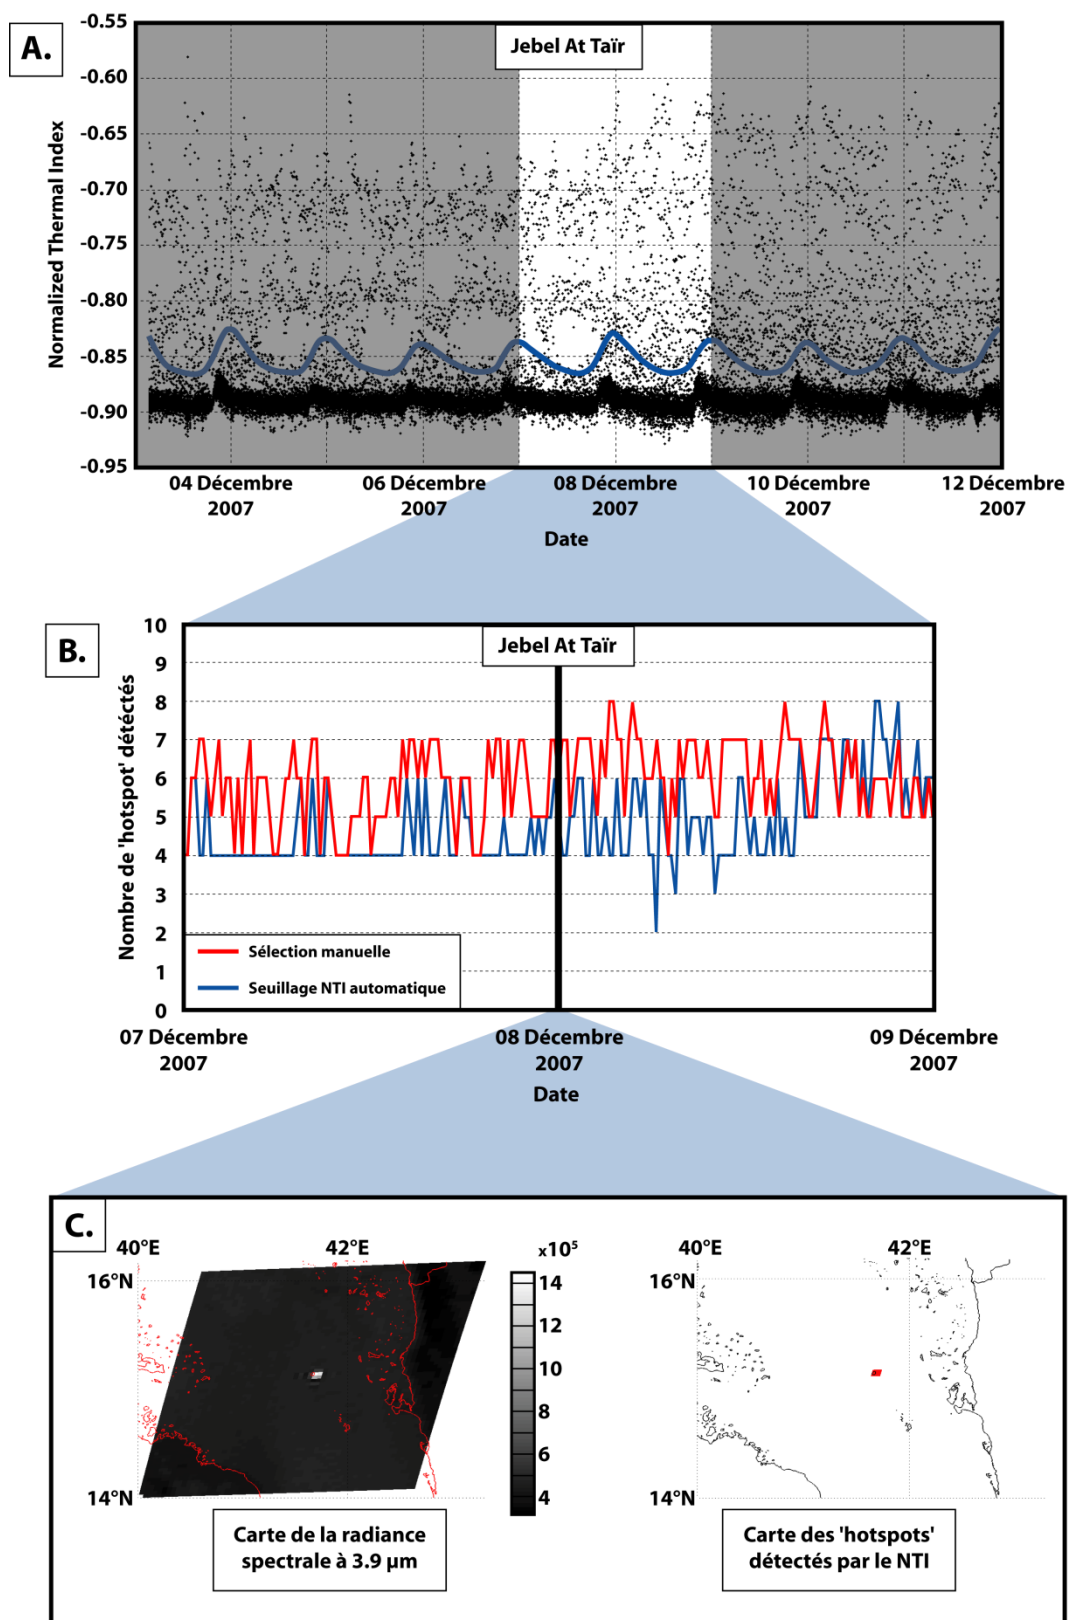 A.
Jebel At Taïr
Normalized Thermal Index
-0.55
-0.60
-0.65
-0.70
-0.75
-0.80
-0.85
-0.90
-0.95
04 Décembre
2007
06 Décembre
2007
08 Décembre
2007
10 Décembre
2007
12 Décembre
2007
Date
B.
Jebel At Taïr
Nombre de 'hotspot' détéctés
10
9
8
7
6
5
4
3
2
1
0
Sélection manuelle
Seuillage NTI automatique
07 Décembre
2007
08 Décembre
2007
09 Décembre
2007
Date
C.
40°E
42°E
16°N
14°N
x10⁵
14
12
10
8
6
4
40°E
42°E
16°N
14°N
Carte de la radiance
spectrale à 3.9 µm
Carte des 'hotspots'
détectés par le NTI